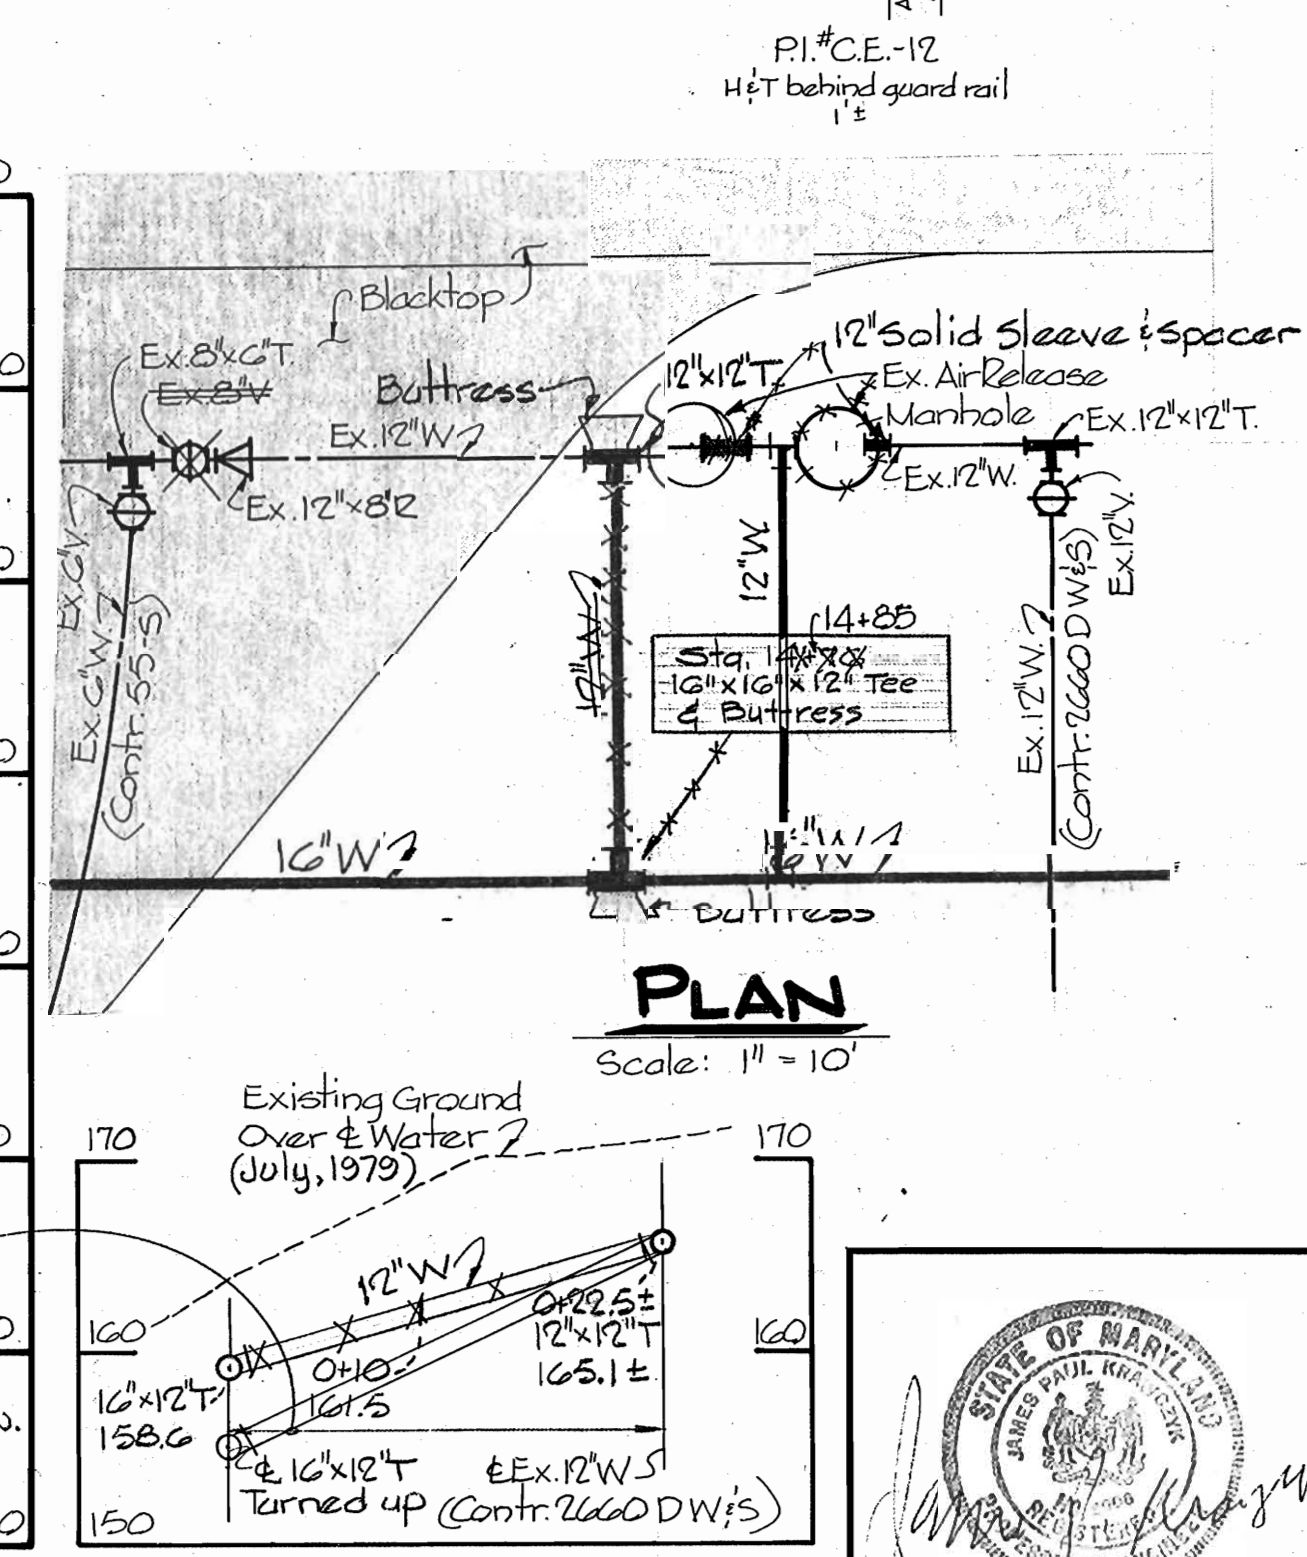 P.I.#C.E.-12
H&T behind guard rail
1'±
Blacktop
12" Solid Sleeve & Spacer
Ex.8"x6"T.
Ex.8"V
Buttress
12"x12"T
Ex. Air Release
Manhole
Ex.12"x12"T.
Ex.12"W
Ex.12"x8"R
Ex.12"W.
Ex.12"V.
Ex.6"V.
Ex.6"W.
(Contr. 55-S)
12"W
12"W
14+85
Sta. 14+
16"x16"x12" Tee
& Buttress
Ex.12"W.
(Contr. 2660 D W&S)
16"W
16"W
Buttress
PLAN
Scale: 1" = 10'
Existing Ground
Over ℄ Water
(July, 1979)
170
170
12"W
0+22.5±
12"x12"T
165.1±
160
160
0+10
161.5
16"x12"T
158.6
℄ 16"x12"T
Turned up
℄ Ex.12"W
(Contr. 2660 D W&S)
150
STATE OF MARYLAND
JAMES PAUL KRAWCZYK
REGISTERED